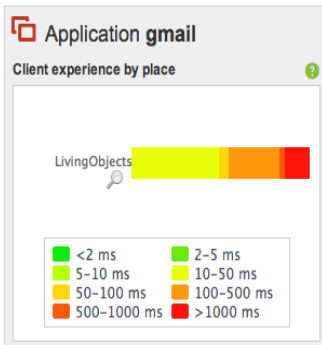 Application gmail
Client experience by place
?
LivingObjects
<2 ms 2-5 ms
5-10 ms 10-50 ms
50-100 ms 100-500 ms
500-1000 ms >1000 ms